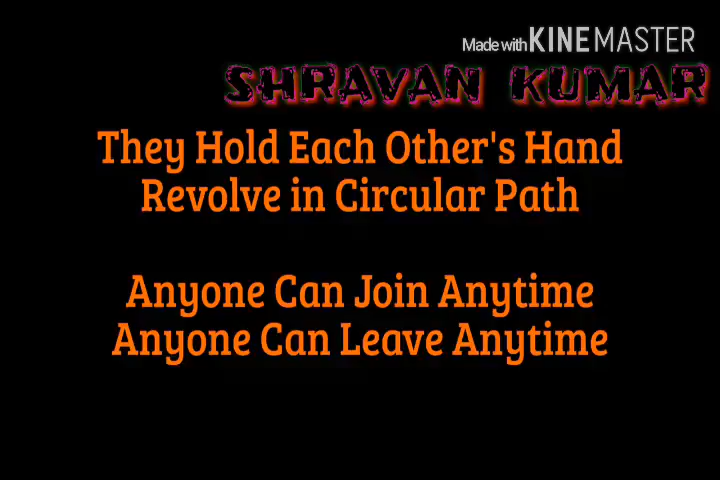 Made with KINEMASTER
SHRAVAN KUMAR
They Hold Each Other's Hand
Revolve in Circular Path
Anyone Can Join Anytime
Anyone Can Leave Anytime